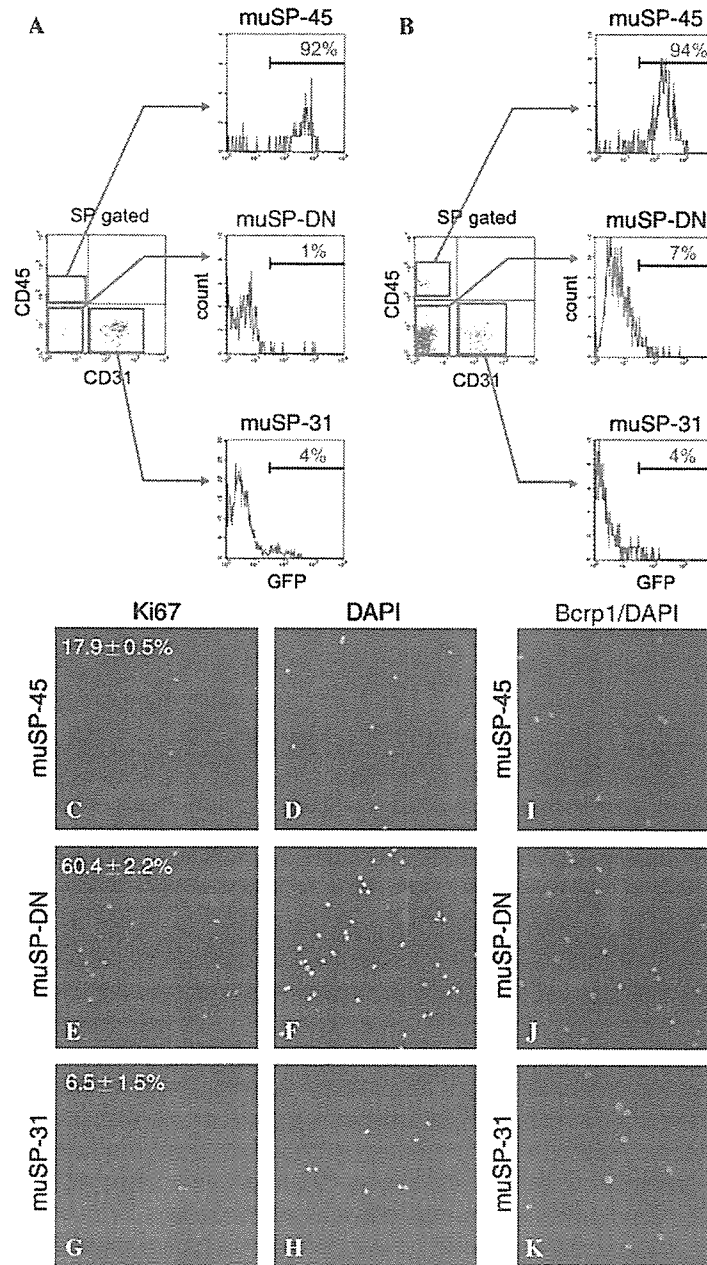 A
muSP-45
92%
SP gated
CD45
CD31
muSP-DN
1%
muSP-31
4%
GFP
B
muSP-45
94%
SP gated
CD45
CD31
muSP-DN
7%
count
count
muSP-31
4%
GFP
Ki67
DAPI
Bcrp1/DAPI
muSP-45
17.9±0.5%
C
D
muSP-45
I
muSP-DN
60.4±2.2%
E
F
muSP-DN
J
muSP-31
6.5±1.5%
G
H
muSP-31
K